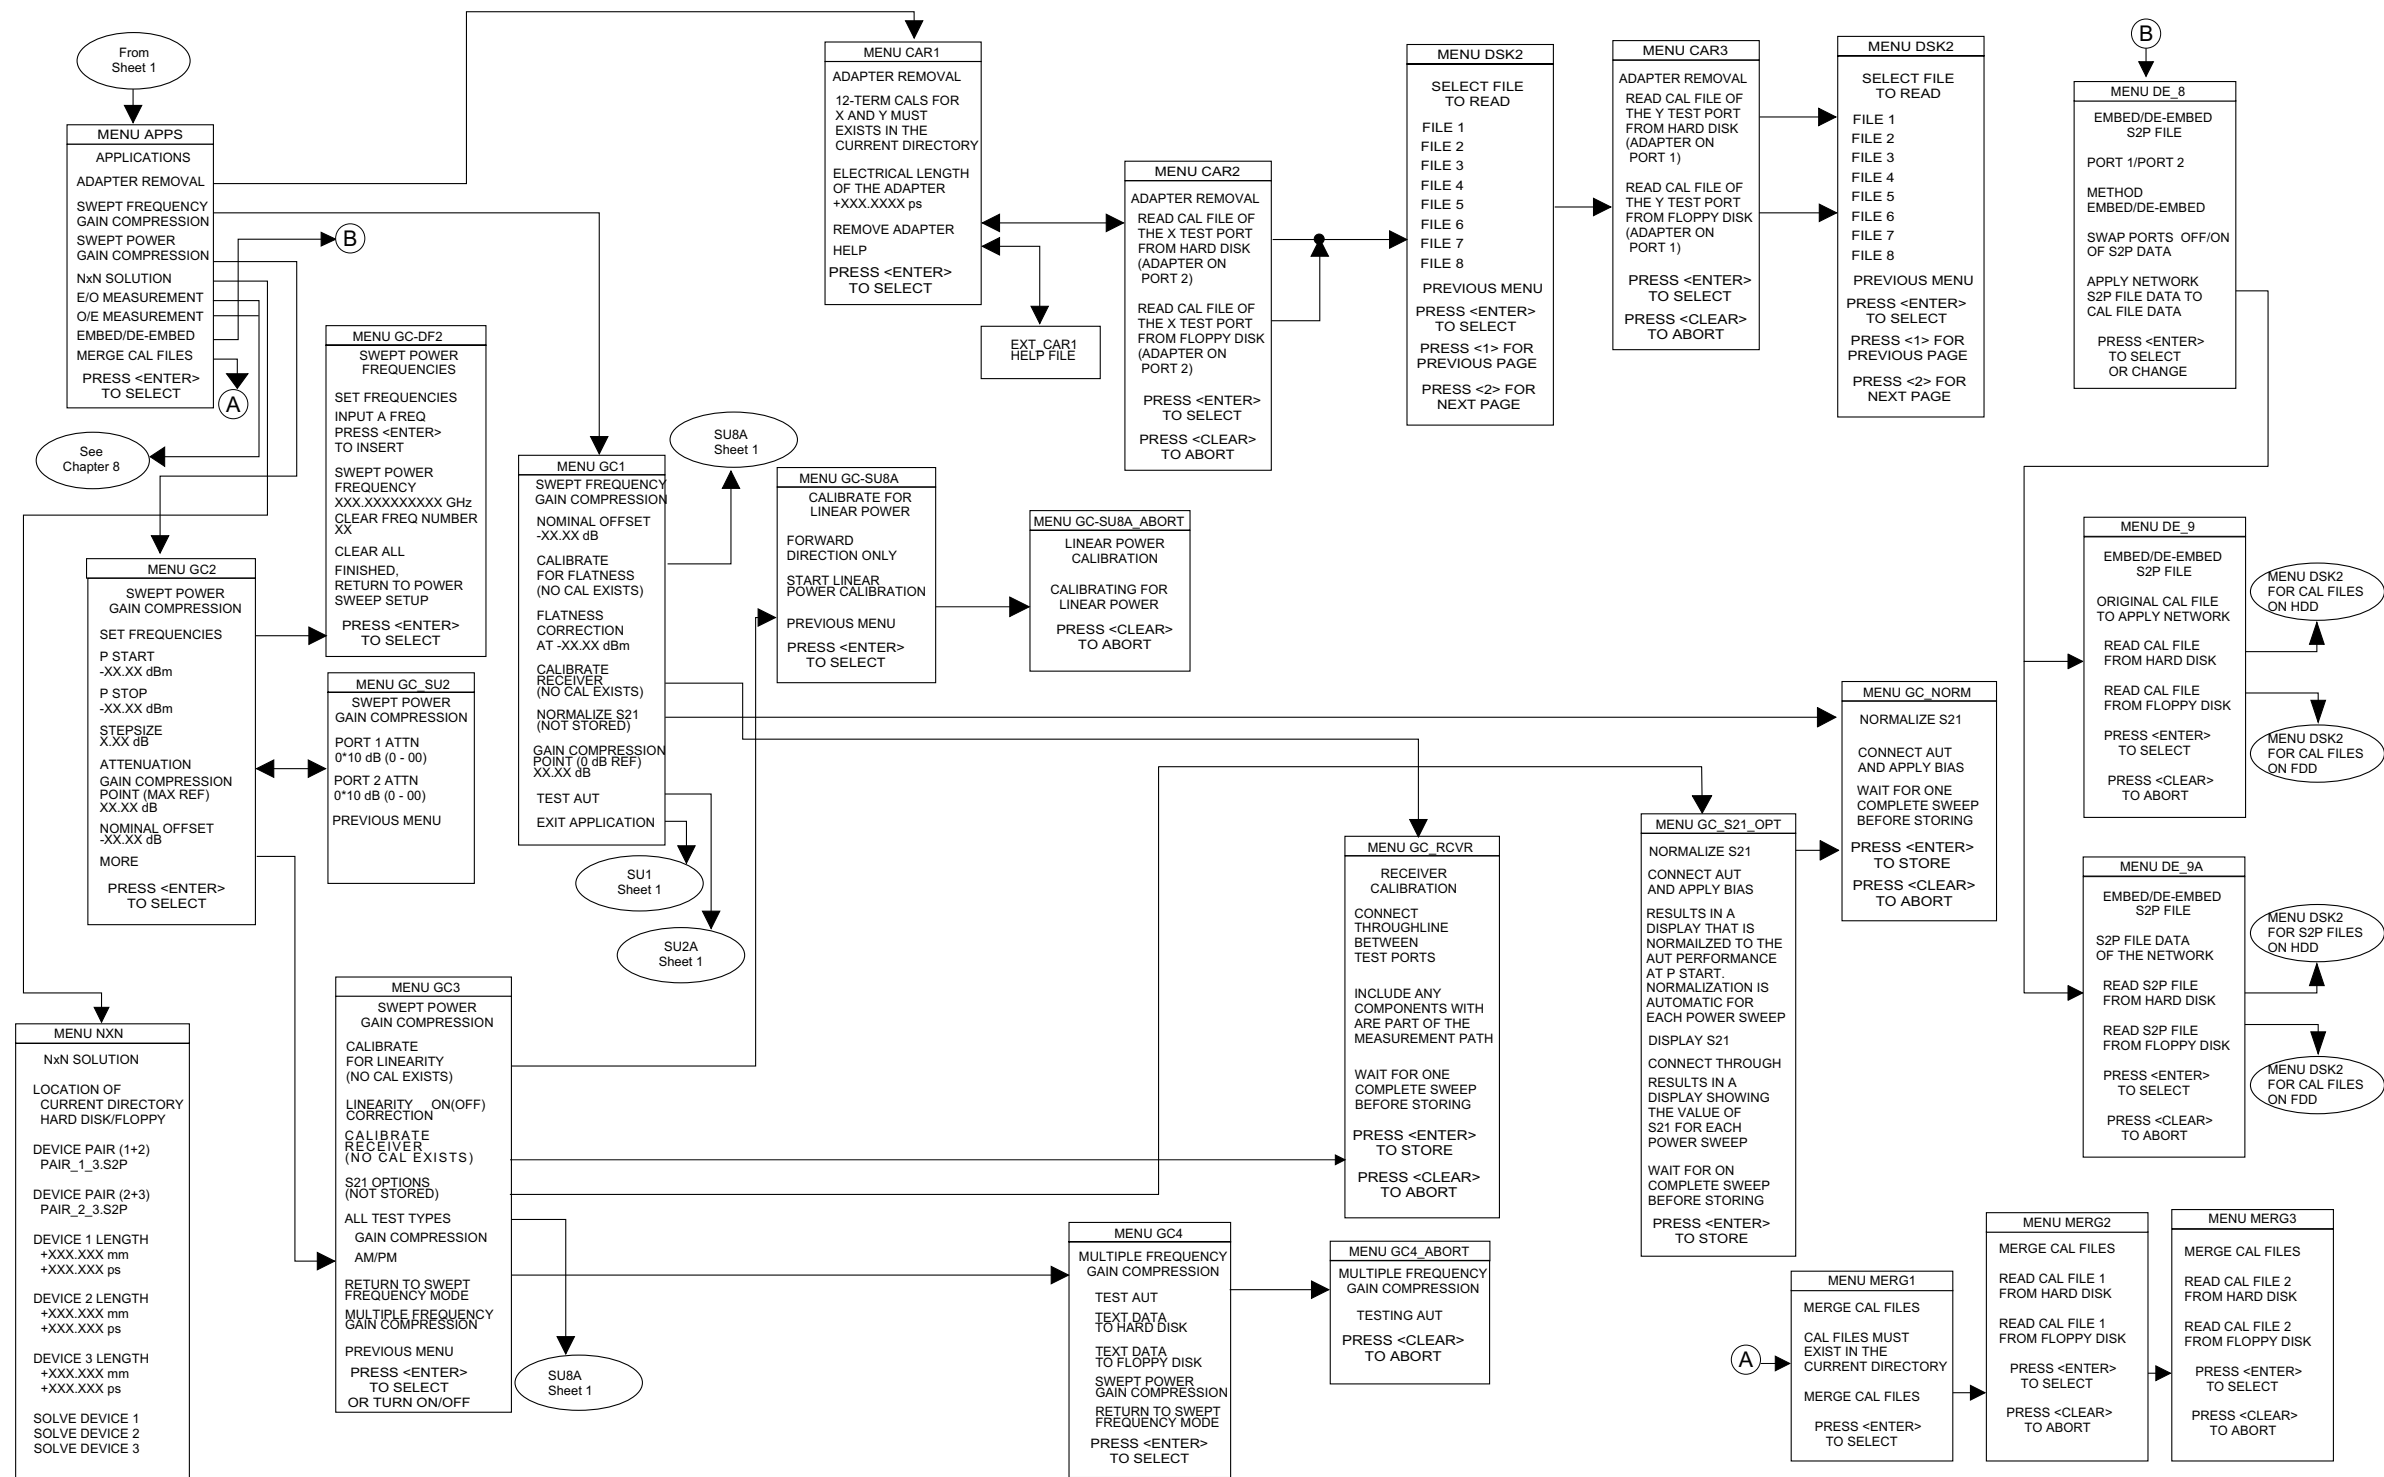 From
Sheet 1
MENU APPS
APPLICATIONS
ADAPTER REMOVAL
SWEPT FREQUENCY
GAIN COMPRESSION
SWEPT POWER
GAIN COMPRESSION
NxN SOLUTION
E/O MEASUREMENT
O/E MEASUREMENT
EMBED/DE-EMBED
MERGE CAL FILES
PRESS <ENTER>
TO SELECT
B
A
See
Chapter 8
MENU GC2
SWEPT POWER
GAIN COMPRESSION
SET FREQUENCIES
P START
-XX.XX dBm
P STOP
-XX.XX dBm
STEPSIZE
X.XX dB
ATTENUATION
GAIN COMPRESSION
POINT (MAX REF)
XX.XX dB
NOMINAL OFFSET
-XX.XX dB
MORE
PRESS <ENTER>
TO SELECT
MENU NXN
NxN SOLUTION
LOCATION OF
CURRENT DIRECTORY
HARD DISK/FLOPPY
DEVICE PAIR (1+2)
PAIR_1_3.S2P
DEVICE PAIR (2+3)
PAIR_2_3.S2P
DEVICE 1 LENGTH
+XXX.XXX mm
+XXX.XXX ps
DEVICE 2 LENGTH
+XXX.XXX mm
+XXX.XXX ps
DEVICE 3 LENGTH
+XXX.XXX mm
+XXX.XXX ps
SOLVE DEVICE 1
SOLVE DEVICE 2
SOLVE DEVICE 3
MENU GC-DF2
SWEPT POWER
FREQUENCIES
SET FREQUENCIES
INPUT A FREQ
PRESS <ENTER>
TO INSERT
SWEPT POWER
FREQUENCY
XXX.XXXXXXXXX GHz
CLEAR FREQ NUMBER
XX
CLEAR ALL
FINISHED,
RETURN TO POWER
SWEEP SETUP
PRESS <ENTER>
TO SELECT
MENU GC_SU2
SWEPT POWER
GAIN COMPRESSION
PORT 1 ATTN
0*10 dB (0 - 00)
PORT 2 ATTN
0*10 dB (0 - 00)
PREVIOUS MENU
MENU GC3
SWEPT POWER
GAIN COMPRESSION
CALIBRATE
FOR LINEARITY
(NO CAL EXISTS)
LINEARITY ON(OFF)
CORRECTION
CALIBRATE
RECEIVER
(NO CAL EXISTS)
S21 OPTIONS
(NOT STORED)
ALL TEST TYPES
GAIN COMPRESSION
AM/PM
RETURN TO SWEPT
FREQUENCY MODE
MULTIPLE FREQUENCY
GAIN COMPRESSION
PREVIOUS MENU
PRESS <ENTER>
TO SELECT
OR TURN ON/OFF
SU8A
Sheet 1
MENU GC1
SWEPT FREQUENCY
GAIN COMPRESSION
NOMINAL OFFSET
-XX.XX dB
CALIBRATE
FOR FLATNESS
(NO CAL EXISTS)
FLATNESS
CORRECTION
AT -XX.XX dBm
CALIBRATE
RECEIVER
(NO CAL EXISTS)
NORMALIZE S21
(NOT STORED)
GAIN COMPRESSION
POINT (0 dB REF)
XX.XX dB
TEST AUT
EXIT APPLICATION
SU8A
Sheet 1
SU1
Sheet 1
SU2A
Sheet 1
MENU GC-SU8A
CALIBRATE FOR
LINEAR POWER
FORWARD
DIRECTION ONLY
START LINEAR
POWER CALIBRATION
PREVIOUS MENU
PRESS <ENTER>
TO SELECT
MENU GC-SU8A_ABORT
LINEAR POWER
CALIBRATION
CALIBRATING FOR
LINEAR POWER
PRESS <CLEAR>
TO ABORT
MENU CAR1
ADAPTER REMOVAL
12-TERM CALS FOR
X AND Y MUST
EXISTS IN THE
CURRENT DIRECTORY
ELECTRICAL LENGTH
OF THE ADAPTER
+XXX.XXXX ps
REMOVE ADAPTER
HELP
PRESS <ENTER>
TO SELECT
EXT_CAR1
HELP FILE
MENU CAR2
ADAPTER REMOVAL
READ CAL FILE OF
THE X TEST PORT
FROM HARD DISK
(ADAPTER ON
PORT 2)
READ CAL FILE OF
THE X TEST PORT
FROM FLOPPY DISK
(ADAPTER ON
PORT 2)
PRESS <ENTER>
TO SELECT
PRESS <CLEAR>
TO ABORT
MENU DSK2
SELECT FILE
TO READ
FILE 1
FILE 2
FILE 3
FILE 4
FILE 5
FILE 6
FILE 7
FILE 8
PREVIOUS MENU
PRESS <ENTER>
TO SELECT
PRESS <1> FOR
PREVIOUS PAGE
PRESS <2> FOR
NEXT PAGE
MENU CAR3
ADAPTER REMOVAL
READ CAL FILE OF
THE Y TEST PORT
FROM HARD DISK
(ADAPTER ON
PORT 1)
READ CAL FILE OF
THE Y TEST PORT
FROM FLOPPY DISK
(ADAPTER ON
PORT 1)
PRESS <ENTER>
TO SELECT
PRESS <CLEAR>
TO ABORT
MENU DSK2
SELECT FILE
TO READ
FILE 1
FILE 2
FILE 3
FILE 4
FILE 5
FILE 6
FILE 7
FILE 8
PREVIOUS MENU
PRESS <ENTER>
TO SELECT
PRESS <1> FOR
PREVIOUS PAGE
PRESS <2> FOR
NEXT PAGE
B
MENU DE_8
EMBED/DE-EMBED
S2P FILE
PORT 1/PORT 2
METHOD
EMBED/DE-EMBED
SWAP PORTS OFF/ON
OF S2P DATA
APPLY NETWORK
S2P FILE DATA TO
CAL FILE DATA
PRESS <ENTER>
TO SELECT
OR CHANGE
MENU DE_9
EMBED/DE-EMBED
S2P FILE
ORIGINAL CAL FILE
TO APPLY NETWORK
READ CAL FILE
FROM HARD DISK
READ CAL FILE
FROM FLOPPY DISK
PRESS <ENTER>
TO SELECT
PRESS <CLEAR>
TO ABORT
MENU DSK2
FOR CAL FILES
ON HDD
MENU DSK2
FOR CAL FILES
ON FDD
MENU DE_9A
EMBED/DE-EMBED
S2P FILE
S2P FILE DATA
OF THE NETWORK
READ S2P FILE
FROM HARD DISK
READ S2P FILE
FROM FLOPPY DISK
PRESS <ENTER>
TO SELECT
PRESS <CLEAR>
TO ABORT
MENU DSK2
FOR S2P FILES
ON HDD
MENU DSK2
FOR CAL FILES
ON FDD
MENU GC_NORM
NORMALIZE S21
CONNECT AUT
AND APPLY BIAS
WAIT FOR ONE
COMPLETE SWEEP
BEFORE STORING
PRESS <ENTER>
TO STORE
PRESS <CLEAR>
TO ABORT
MENU GC_S21_OPT
NORMALIZE S21
CONNECT AUT
AND APPLY BIAS
RESULTS IN A
DISPLAY THAT IS
NORMAILZED TO THE
AUT PERFORMANCE
AT P START.
NORMALIZATION IS
AUTOMATIC FOR
EACH POWER SWEEP
DISPLAY S21
CONNECT THROUGH
RESULTS IN A
DISPLAY SHOWING
THE VALUE OF
S21 FOR EACH
POWER SWEEP
WAIT FOR ON
COMPLETE SWEEP
BEFORE STORING
PRESS <ENTER>
TO STORE
MENU GC_RCVR
RECEIVER
CALIBRATION
CONNECT
THROUGHLINE
BETWEEN
TEST PORTS
INCLUDE ANY
COMPONENTS WITH
ARE PART OF THE
MEASUREMENT PATH
WAIT FOR ONE
COMPLETE SWEEP
BEFORE STORING
PRESS <ENTER>
TO STORE
PRESS <CLEAR>
TO ABORT
MENU GC4
MULTIPLE FREQUENCY
GAIN COMPRESSION
TEST AUT
TEXT DATA
TO HARD DISK
TEXT DATA
TO FLOPPY DISK
SWEPT POWER
GAIN COMPRESSION
RETURN TO SWEPT
FREQUENCY MODE
PRESS <ENTER>
TO SELECT
MENU GC4_ABORT
MULTIPLE FREQUENCY
GAIN COMPRESSION
TESTING AUT
PRESS <CLEAR>
TO ABORT
A
MENU MERG1
MERGE CAL FILES
CAL FILES MUST
EXIST IN THE
CURRENT DIRECTORY
MERGE CAL FILES
PRESS <ENTER>
TO SELECT
MENU MERG2
MERGE CAL FILES
READ CAL FILE 1
FROM HARD DISK
READ CAL FILE 1
FROM FLOPPY DISK
PRESS <ENTER>
TO SELECT
PRESS <CLEAR>
TO ABORT
MENU MERG3
MERGE CAL FILES
READ CAL FILE 2
FROM HARD DISK
READ CAL FILE 2
FROM FLOPPY DISK
PRESS <ENTER>
TO SELECT
PRESS <CLEAR>
TO ABORT